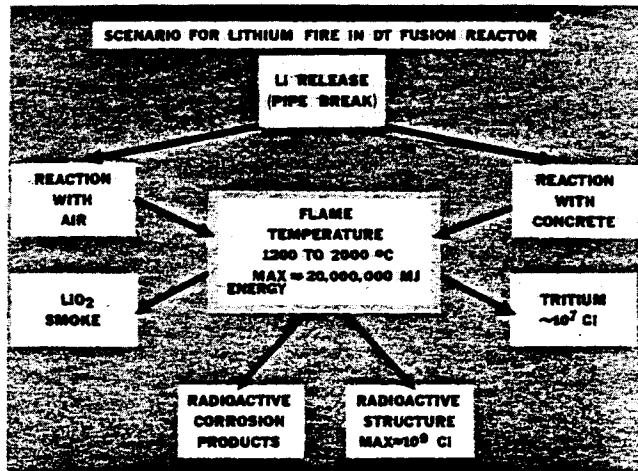 SCENARIO FOR LITHIUM FIRE IN DT FUSION REACTOR
LI RELEASE
(PIPE BREAK)
REACTION
WITH
AIR
REACTION
WITH
CONCRETE
FLAME
TEMPERATURE
1200 TO 2000 ºC
MAX ≈ 20,000,000 MJ
ENERGY
LIO2
SMOKE
TRITIUM
~10⁷ CI
RADIOACTIVE
CORROSION
PRODUCTS
RADIOACTIVE
STRUCTURE
MAX≈10⁹ CI